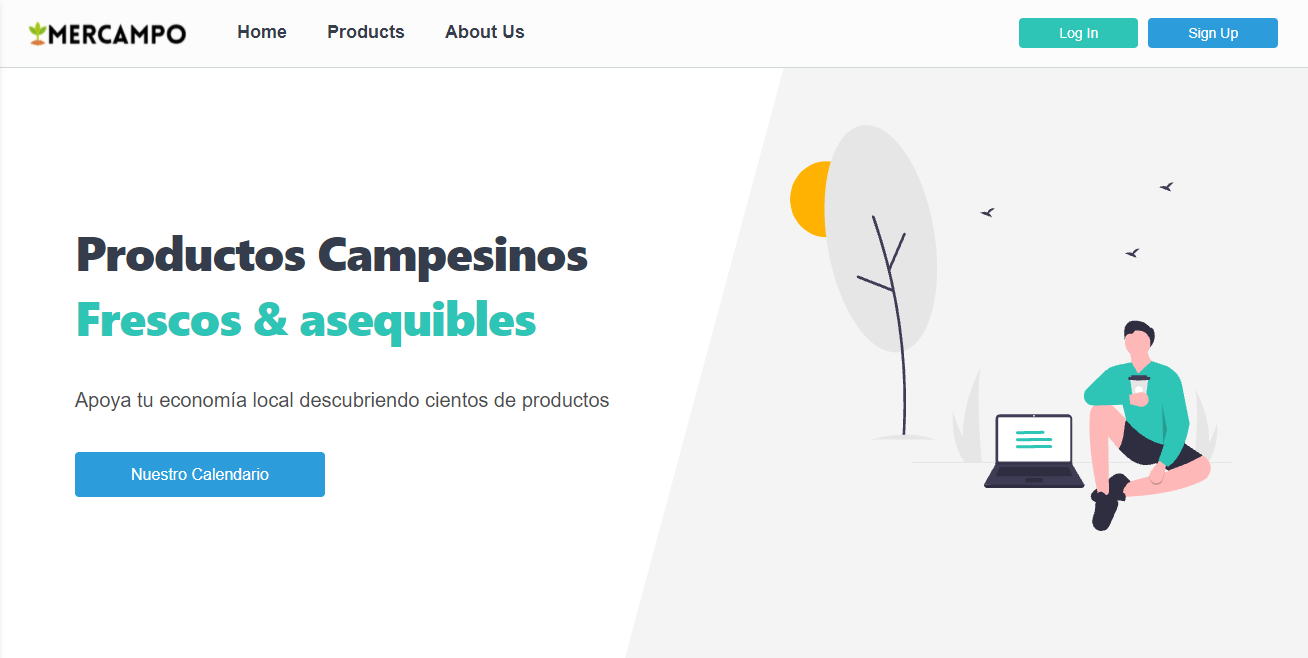 MERCAMPO
Home
Products
About Us
Log In
Sign Up
Productos Campesinos
Frescos & asequibles
Apoya tu economía local descubriendo cientos de productos
Nuestro Calendario